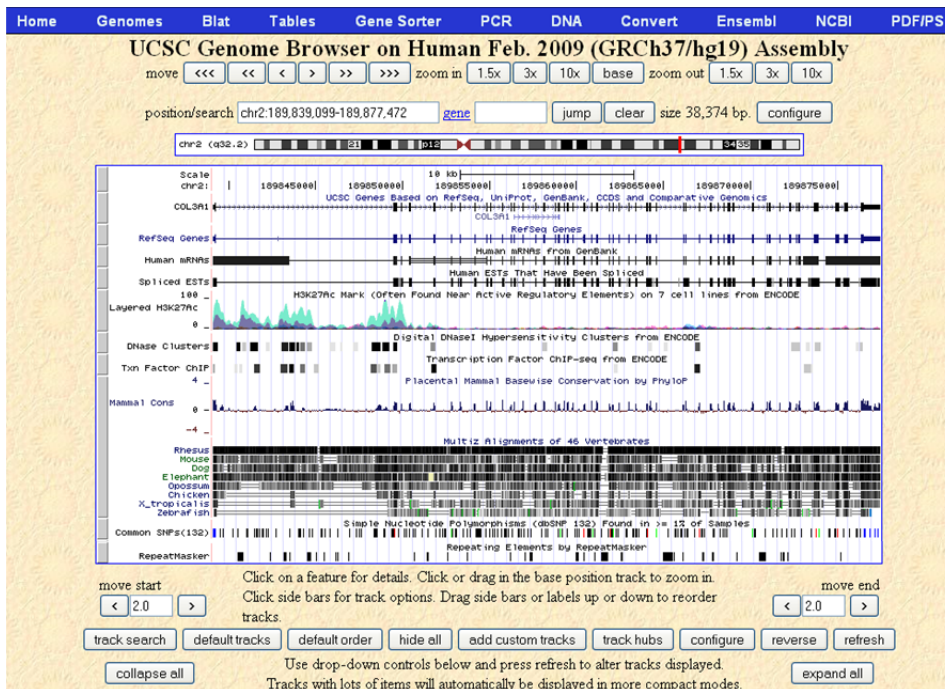 Home Genomes Blat Tables Gene Sorter PCR DNA Convert Ensembl NCBI PDF/PS
UCSC Genome Browser on Human Feb. 2009 (GRCh37/hg19) Assembly
move <<< << < > >> >>> zoom in 1.5x 3x 10x base zoom out 1.5x 3x 10x
position/search chr2:189,839,099-189,877,472 gene jump clear size 38,374 bp. configure
chr2 (q32.2) 21 p12 34 35
Scale 10 kb
chr2: 189845000 189850000 189855000 189860000 189865000 189870000 189875000
UCSC Genes Based on RefSeq, UniProt, GenBank, CCDS and Comparative Genomics
COL3A1
COL3A1
RefSeq Genes
RefSeq Genes
Human mRNAs from GenBank
Human mRNAs
Human ESTs That Have Been Spliced
Spliced ESTs
100 H3K27Ac Mark (Often Found Near Active Regulatory Elements) on 7 cell lines from ENCODE
Layered H3K27Ac
0
Digital DNaseI Hypersensitivity Clusters from ENCODE
DNase Clusters
Transcription Factor ChIP-seq from ENCODE
Txn Factor ChIP
4 Placental Mammal Basewise Conservation by PhyloP
Mammal Cons 0
-4
Multiz Alignments of 46 Vertebrates
Rhesus
Mouse
Dog
Elephant
Opossum
Chicken
X_tropicalis
Zebrafish
Simple Nucleotide Polymorphisms (dbSNP 132) Found in >= 1% of Samples
Common SNPs(132)
Repeating Elements by RepeatMasker
RepeatMasker
move start
< 2.0 >
Click on a feature for details. Click or drag in the base position track to zoom in.
Click side bars for track options. Drag side bars or labels up or down to reorder
tracks.
move end
< 2.0 >
track search default tracks default order hide all add custom tracks track hubs configure reverse refresh
collapse all
Use drop-down controls below and press refresh to alter tracks displayed.
Tracks with lots of items will automatically be displayed in more compact modes.
expand all